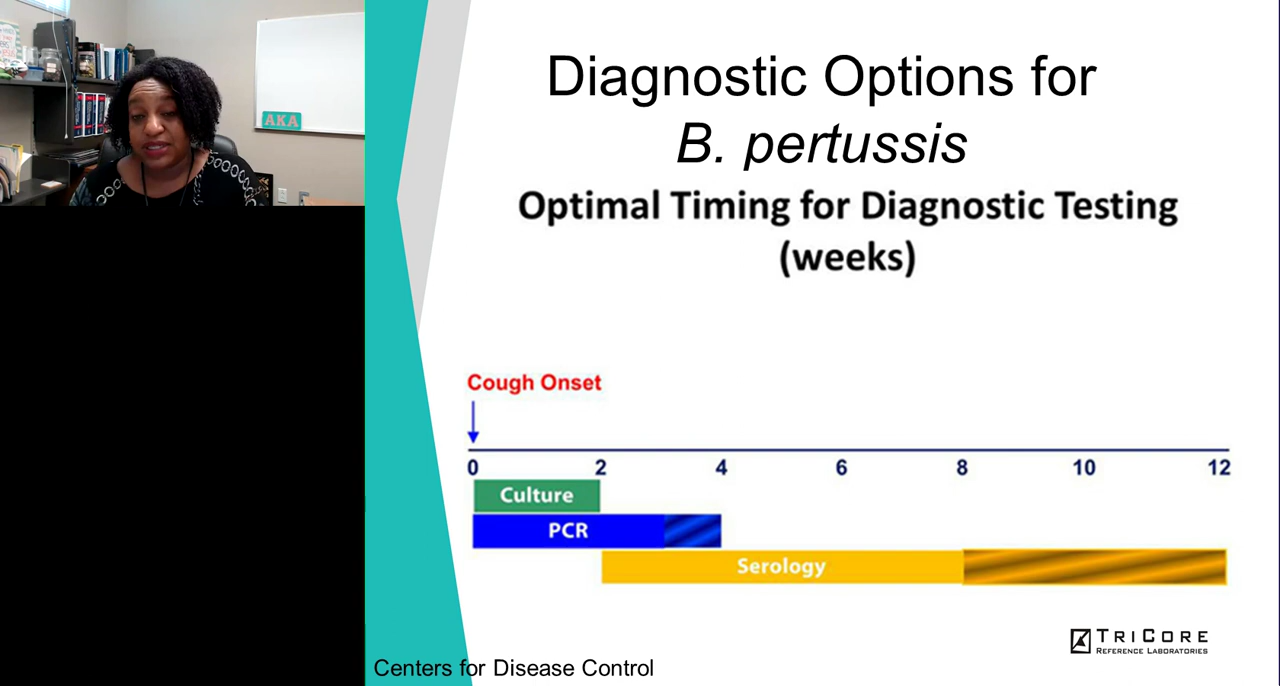 AKA
Diagnostic Options for
B. pertussis
Optimal Timing for Diagnostic Testing
(weeks)
Cough Onset
0 2 4 6 8 10 12
Culture
PCR
Serology
TRICORE
REFERENCE LABORATORIES
Centers for Disease Control